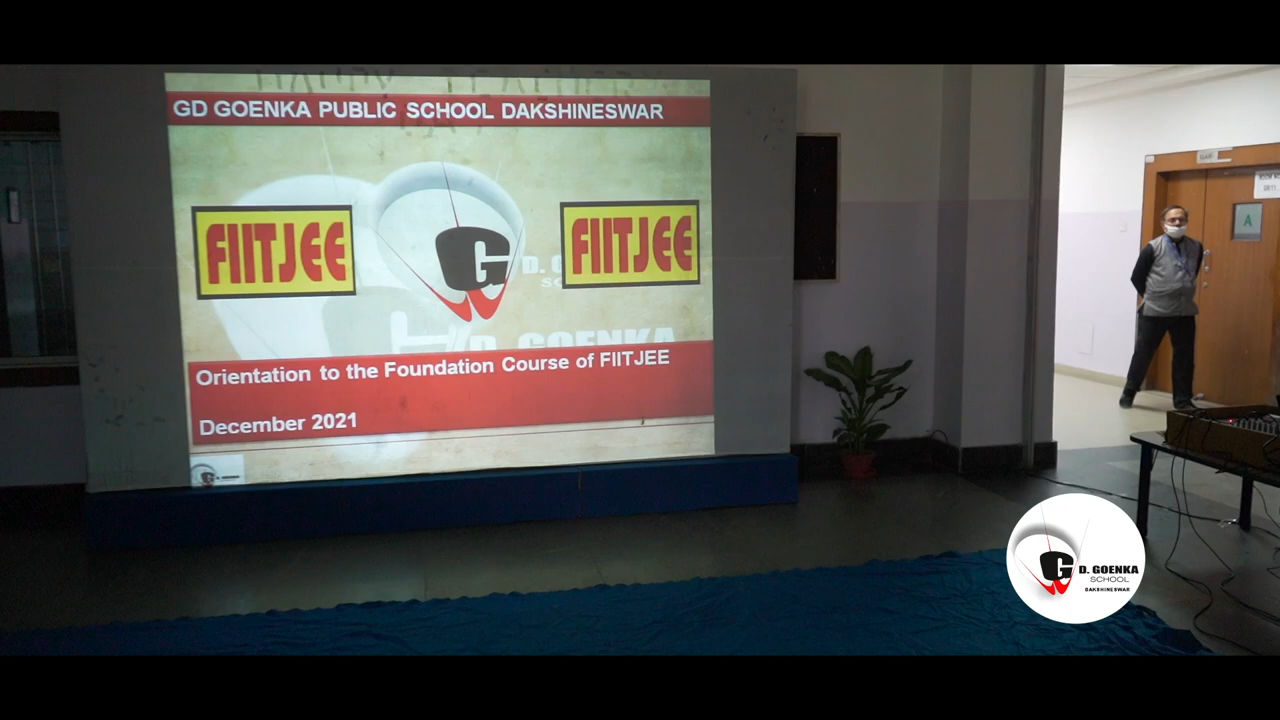 GD GOENKA PUBLIC SCHOOL DAKSHINESWAR
FIITJEE
FIITJEE
G
GOENKA
Orientation to the Foundation Course of FIITJEE
December 2021
A
G D. GOENKA
SCHOOL
DAKSHINESWAR